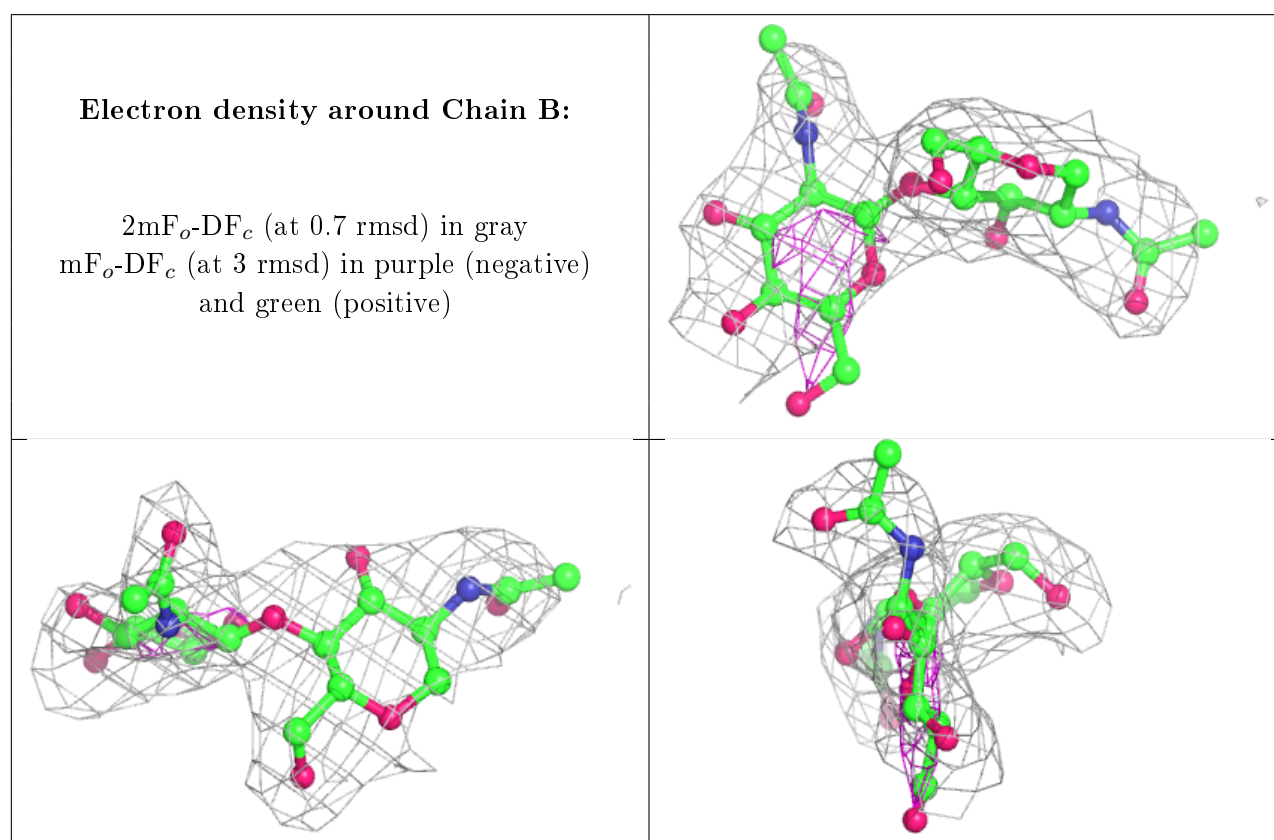 Electron density around Chain B:
2mFo-DFc (at 0.7 rmsd) in gray
mFo-DFc (at 3 rmsd) in purple (negative)
and green (positive)